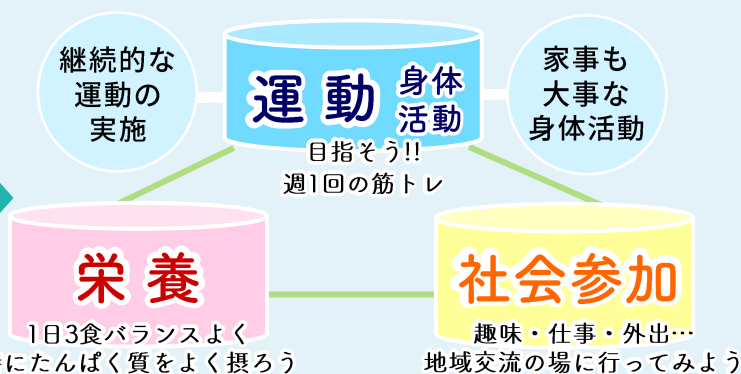 継続的な
運動の
実施
運動 身体
活動
家事も
大事な
身体活動
目指そう!!
週1回の筋トレ
栄養
1日3食バランスよく
にたんぱく質をよく摂ろう
社会参加
趣味・仕事・外出…
地域交流の場に行ってみよう